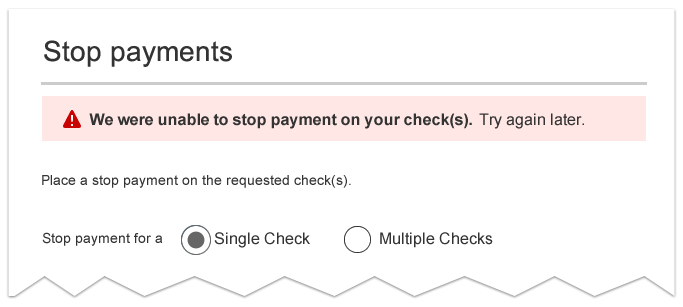 Stop payments
We were unable to stop payment on your check(s). Try again later.
Place a stop payment on the requested check(s).
Stop payment for a Single Check Multiple Checks